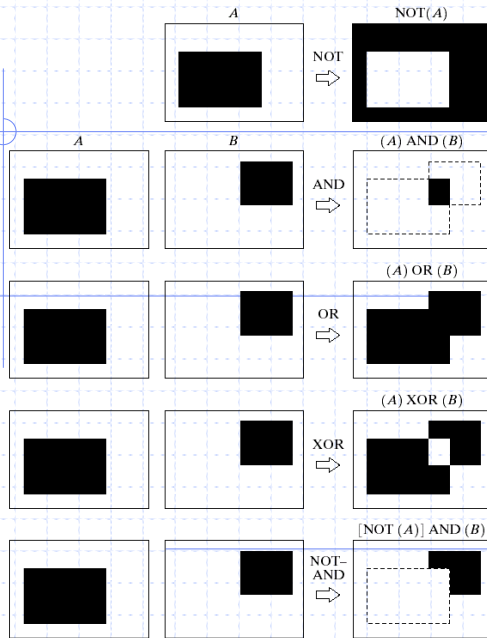 A NOT(A)
NOT
A B (A) AND (B)
AND
(A) OR (B)
OR
(A) XOR (B)
XOR
[NOT (A)] AND (B)
NOT–
AND